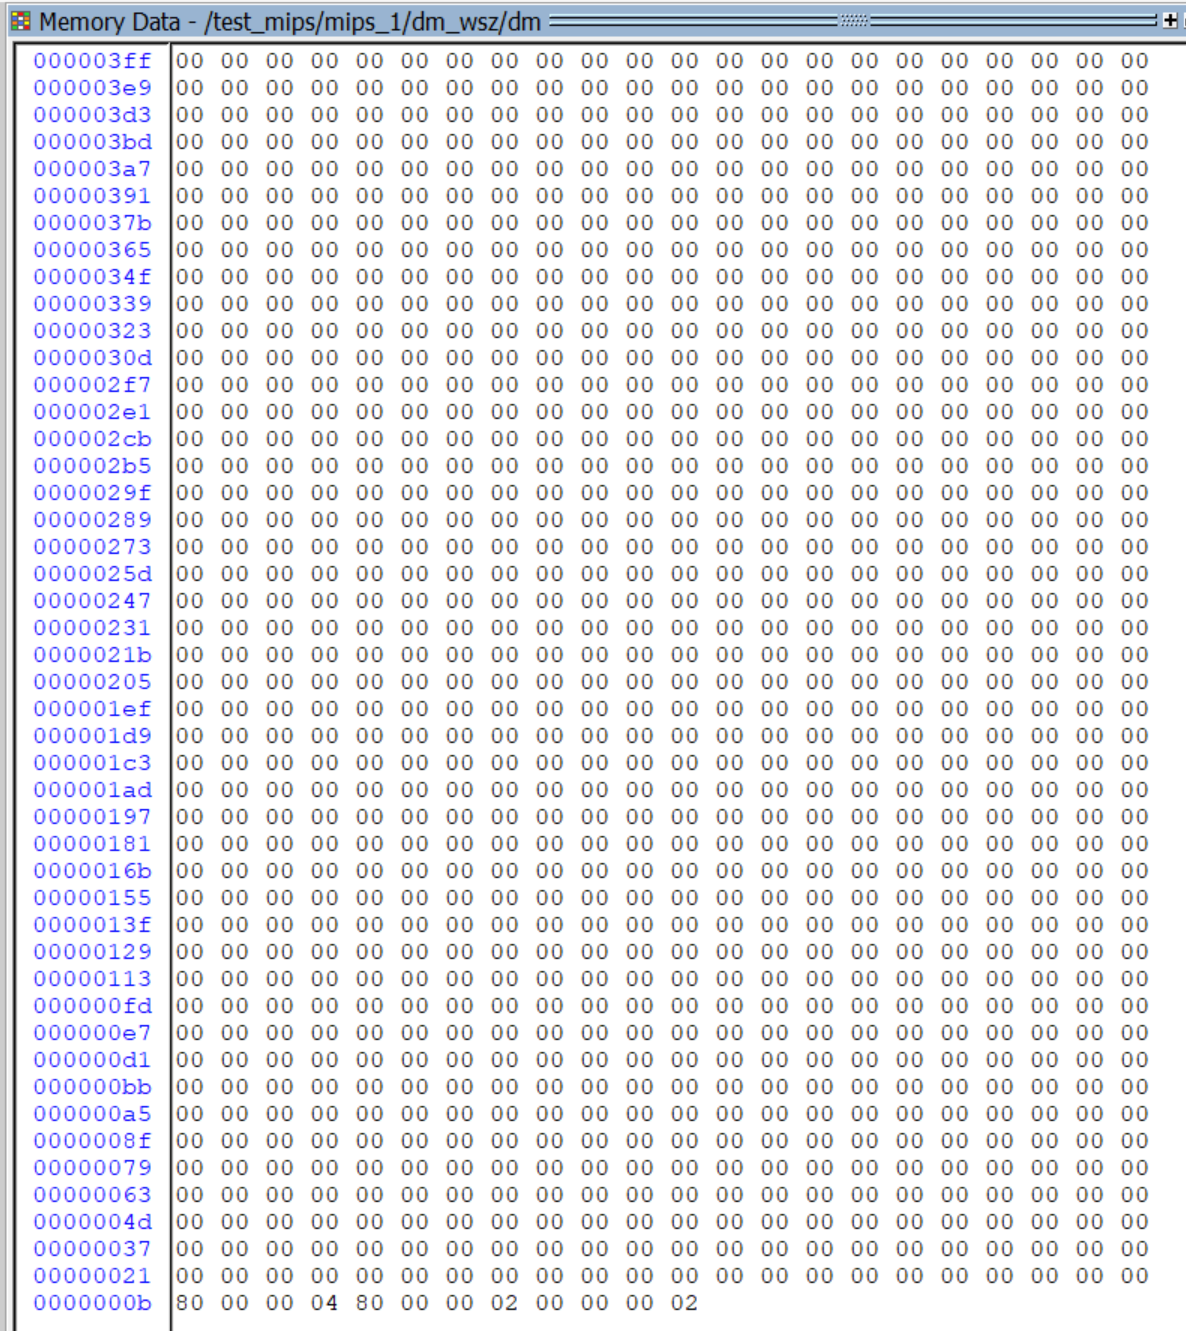 Memory Data - /test_mips/mips_1/dm_wsz/dm
000003ff 00 00 00 00 00 00 00 00 00 00 00 00 00 00 00 00 00 00 00 00 00 00
000003e9 00 00 00 00 00 00 00 00 00 00 00 00 00 00 00 00 00 00 00 00 00 00
000003d3 00 00 00 00 00 00 00 00 00 00 00 00 00 00 00 00 00 00 00 00 00 00
000003bd 00 00 00 00 00 00 00 00 00 00 00 00 00 00 00 00 00 00 00 00 00 00
000003a7 00 00 00 00 00 00 00 00 00 00 00 00 00 00 00 00 00 00 00 00 00 00
00000391 00 00 00 00 00 00 00 00 00 00 00 00 00 00 00 00 00 00 00 00 00 00
0000037b 00 00 00 00 00 00 00 00 00 00 00 00 00 00 00 00 00 00 00 00 00 00
00000365 00 00 00 00 00 00 00 00 00 00 00 00 00 00 00 00 00 00 00 00 00 00
0000034f 00 00 00 00 00 00 00 00 00 00 00 00 00 00 00 00 00 00 00 00 00 00
00000339 00 00 00 00 00 00 00 00 00 00 00 00 00 00 00 00 00 00 00 00 00 00
00000323 00 00 00 00 00 00 00 00 00 00 00 00 00 00 00 00 00 00 00 00 00 00
0000030d 00 00 00 00 00 00 00 00 00 00 00 00 00 00 00 00 00 00 00 00 00 00
000002f7 00 00 00 00 00 00 00 00 00 00 00 00 00 00 00 00 00 00 00 00 00 00
000002e1 00 00 00 00 00 00 00 00 00 00 00 00 00 00 00 00 00 00 00 00 00 00
000002cb 00 00 00 00 00 00 00 00 00 00 00 00 00 00 00 00 00 00 00 00 00 00
000002b5 00 00 00 00 00 00 00 00 00 00 00 00 00 00 00 00 00 00 00 00 00 00
0000029f 00 00 00 00 00 00 00 00 00 00 00 00 00 00 00 00 00 00 00 00 00 00
00000289 00 00 00 00 00 00 00 00 00 00 00 00 00 00 00 00 00 00 00 00 00 00
00000273 00 00 00 00 00 00 00 00 00 00 00 00 00 00 00 00 00 00 00 00 00 00
0000025d 00 00 00 00 00 00 00 00 00 00 00 00 00 00 00 00 00 00 00 00 00 00
00000247 00 00 00 00 00 00 00 00 00 00 00 00 00 00 00 00 00 00 00 00 00 00
00000231 00 00 00 00 00 00 00 00 00 00 00 00 00 00 00 00 00 00 00 00 00 00
0000021b 00 00 00 00 00 00 00 00 00 00 00 00 00 00 00 00 00 00 00 00 00 00
00000205 00 00 00 00 00 00 00 00 00 00 00 00 00 00 00 00 00 00 00 00 00 00
000001ef 00 00 00 00 00 00 00 00 00 00 00 00 00 00 00 00 00 00 00 00 00 00
000001d9 00 00 00 00 00 00 00 00 00 00 00 00 00 00 00 00 00 00 00 00 00 00
000001c3 00 00 00 00 00 00 00 00 00 00 00 00 00 00 00 00 00 00 00 00 00 00
000001ad 00 00 00 00 00 00 00 00 00 00 00 00 00 00 00 00 00 00 00 00 00 00
00000197 00 00 00 00 00 00 00 00 00 00 00 00 00 00 00 00 00 00 00 00 00 00
00000181 00 00 00 00 00 00 00 00 00 00 00 00 00 00 00 00 00 00 00 00 00 00
0000016b 00 00 00 00 00 00 00 00 00 00 00 00 00 00 00 00 00 00 00 00 00 00
00000155 00 00 00 00 00 00 00 00 00 00 00 00 00 00 00 00 00 00 00 00 00 00
0000013f 00 00 00 00 00 00 00 00 00 00 00 00 00 00 00 00 00 00 00 00 00 00
00000129 00 00 00 00 00 00 00 00 00 00 00 00 00 00 00 00 00 00 00 00 00 00
00000113 00 00 00 00 00 00 00 00 00 00 00 00 00 00 00 00 00 00 00 00 00 00
000000fd 00 00 00 00 00 00 00 00 00 00 00 00 00 00 00 00 00 00 00 00 00 00
000000e7 00 00 00 00 00 00 00 00 00 00 00 00 00 00 00 00 00 00 00 00 00 00
000000d1 00 00 00 00 00 00 00 00 00 00 00 00 00 00 00 00 00 00 00 00 00 00
000000bb 00 00 00 00 00 00 00 00 00 00 00 00 00 00 00 00 00 00 00 00 00 00
000000a5 00 00 00 00 00 00 00 00 00 00 00 00 00 00 00 00 00 00 00 00 00 00
0000008f 00 00 00 00 00 00 00 00 00 00 00 00 00 00 00 00 00 00 00 00 00 00
00000079 00 00 00 00 00 00 00 00 00 00 00 00 00 00 00 00 00 00 00 00 00 00
00000063 00 00 00 00 00 00 00 00 00 00 00 00 00 00 00 00 00 00 00 00 00 00
0000004d 00 00 00 00 00 00 00 00 00 00 00 00 00 00 00 00 00 00 00 00 00 00
00000037 00 00 00 00 00 00 00 00 00 00 00 00 00 00 00 00 00 00 00 00 00 00
00000021 00 00 00 00 00 00 00 00 00 00 00 00 00 00 00 00 00 00 00 00 00 00
0000000b 80 00 00 04 80 00 00 02 00 00 00 02